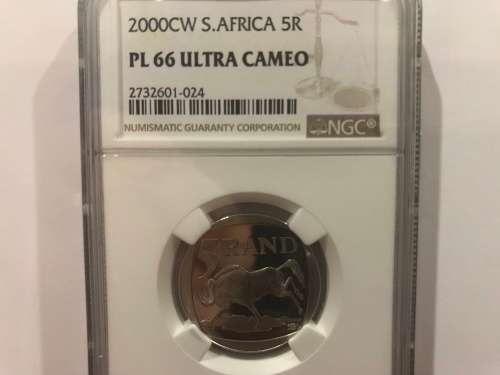 2000CW S.AFRICA 5R
PL 66 ULTRA CAMEO
2732601-024
NUMISMATIC GUARANTY CORPORATION
NGC®
5 RAND